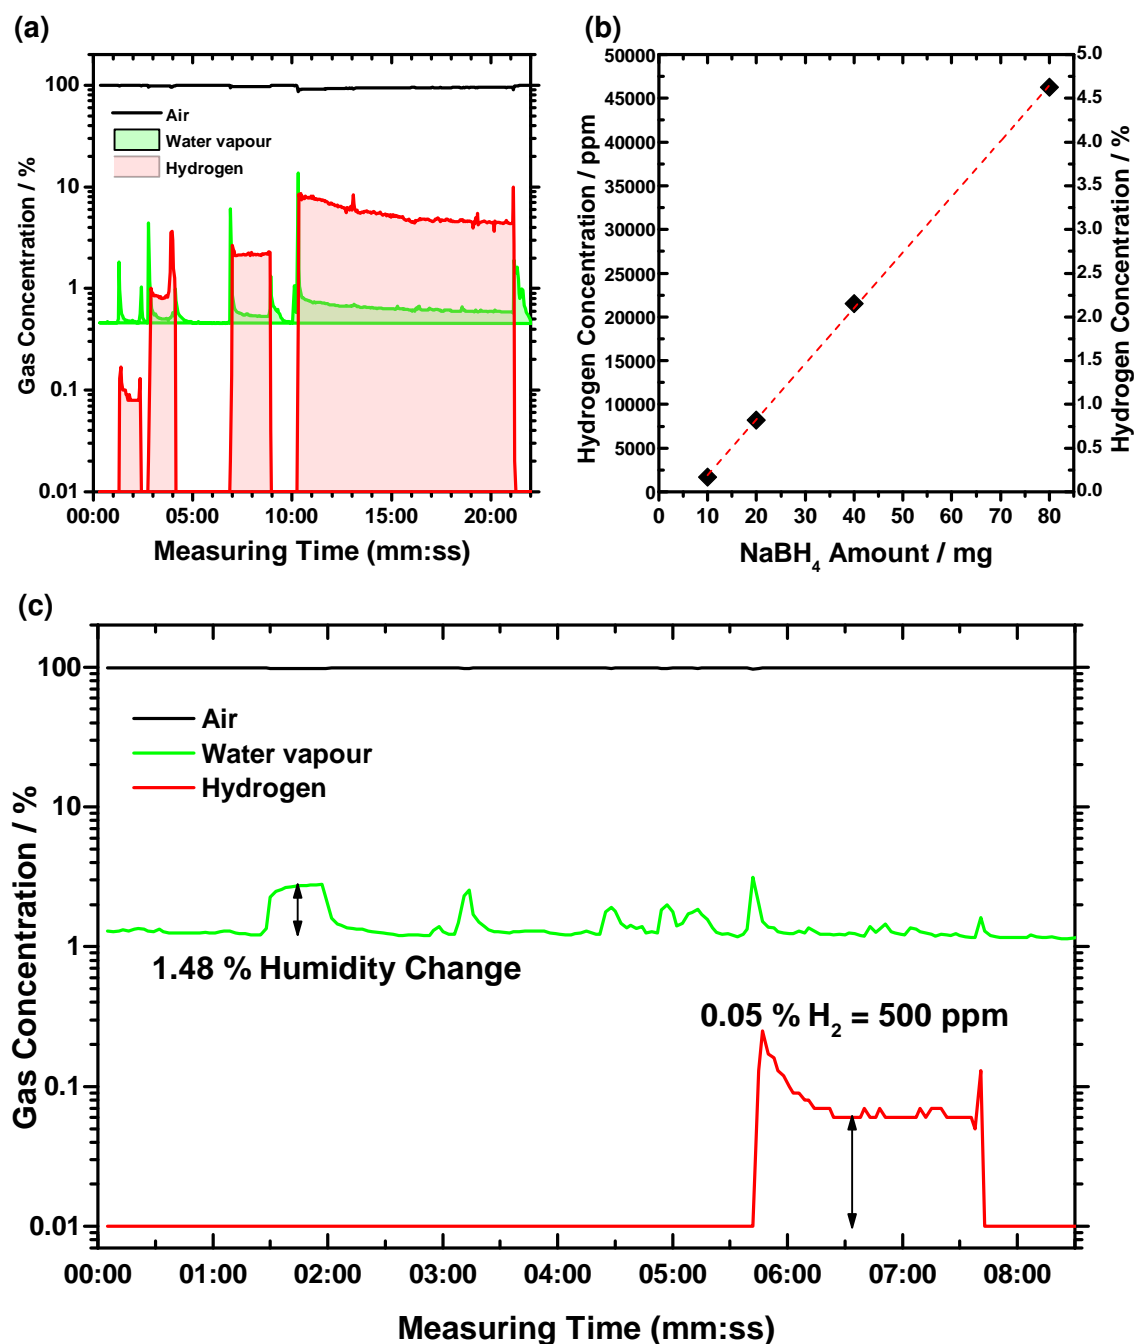 (a)
100
10
1
0.1
0.01
Gas Concentration / %
Air
Water vapour
Hydrogen
00:00 05:00 10:00 15:00 20:00
Measuring Time (mm:ss)
(b)
50000
45000
40000
35000
30000
25000
20000
15000
10000
5000
0
Hydrogen Concentration / ppm
5.0
4.5
4.0
3.5
3.0
2.5
2.0
1.5
1.0
0.5
0.0
Hydrogen Concentration / %
0 10 20 30 40 50 60 70 80
NaBH4 Amount / mg
(c)
100
10
1
0.1
0.01
Gas Concentration / %
Air
Water vapour
Hydrogen
1.48 % Humidity Change
0.05 % H2 = 500 ppm
00:00 01:00 02:00 03:00 04:00 05:00 06:00 07:00 08:00
Measuring Time (mm:ss)